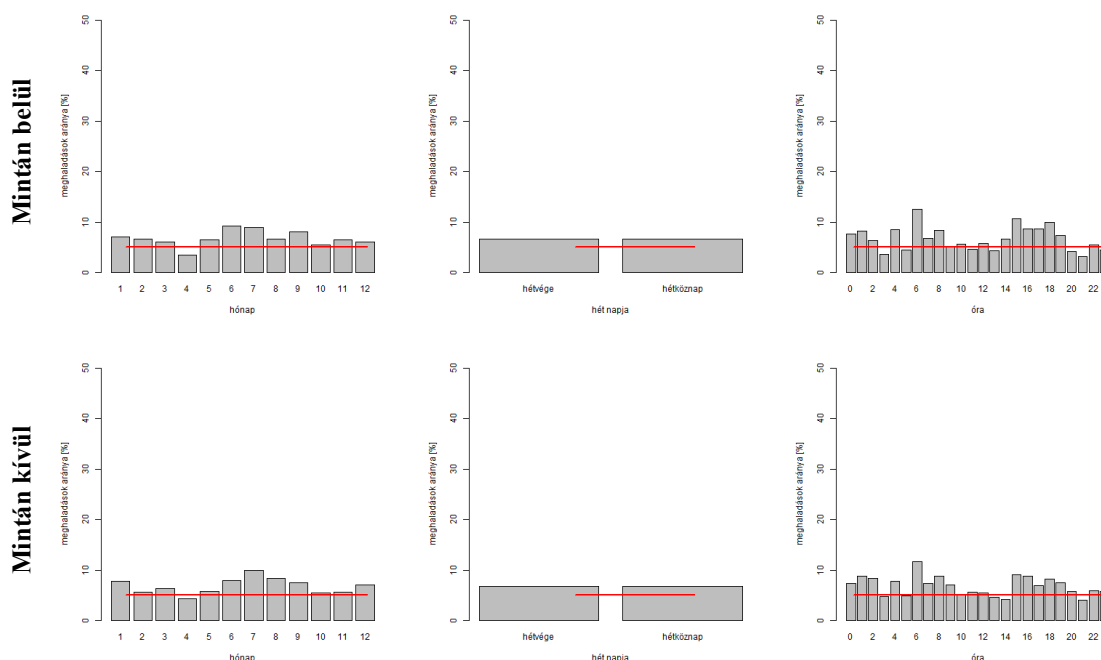 Mintán belül
meghaladások aránya [%]
0 10 20 30 40 50
1 2 3 4 5 6 7 8 9 10 11 12
hónap
meghaladások aránya [%]
0 10 20 30 40 50
hétvége hétköznap
hét napja
meghaladások aránya [%]
0 10 20 30 40 50
0 2 4 6 8 10 12 14 16 18 20 22
óra
Mintán kívül
meghaladások aránya [%]
0 10 20 30 40 50
1 2 3 4 5 6 7 8 9 10 11 12
hónap
meghaladások aránya [%]
0 10 20 30 40 50
hétvége hétköznap
hét napja
meghaladások aránya [%]
0 10 20 30 40 50
0 2 4 6 8 10 12 14 16 18 20 22
óra